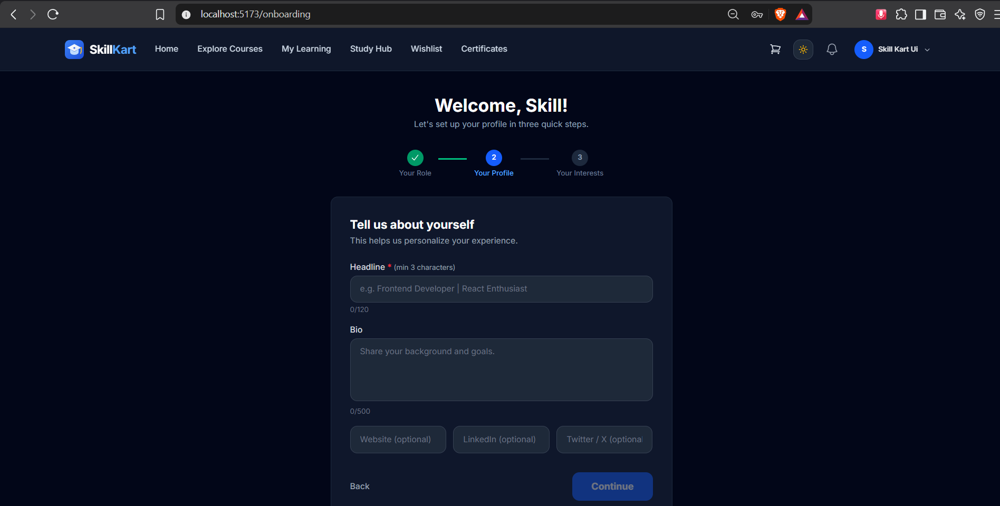 localhost:5173/onboarding
SkillKart Home Explore Courses My Learning Study Hub Wishlist Certificates S Skill Kart Ui
Welcome, Skill!
Let's set up your profile in three quick steps.
2 3
Your Role Your Profile Your Interests
Tell us about yourself
This helps us personalize your experience.
Headline * (min 3 characters)
e.g. Frontend Developer | React Enthusiast
0/120
Bio
Share your background and goals.
0/500
Website (optional) LinkedIn (optional) Twitter / X (optional
Back Continue